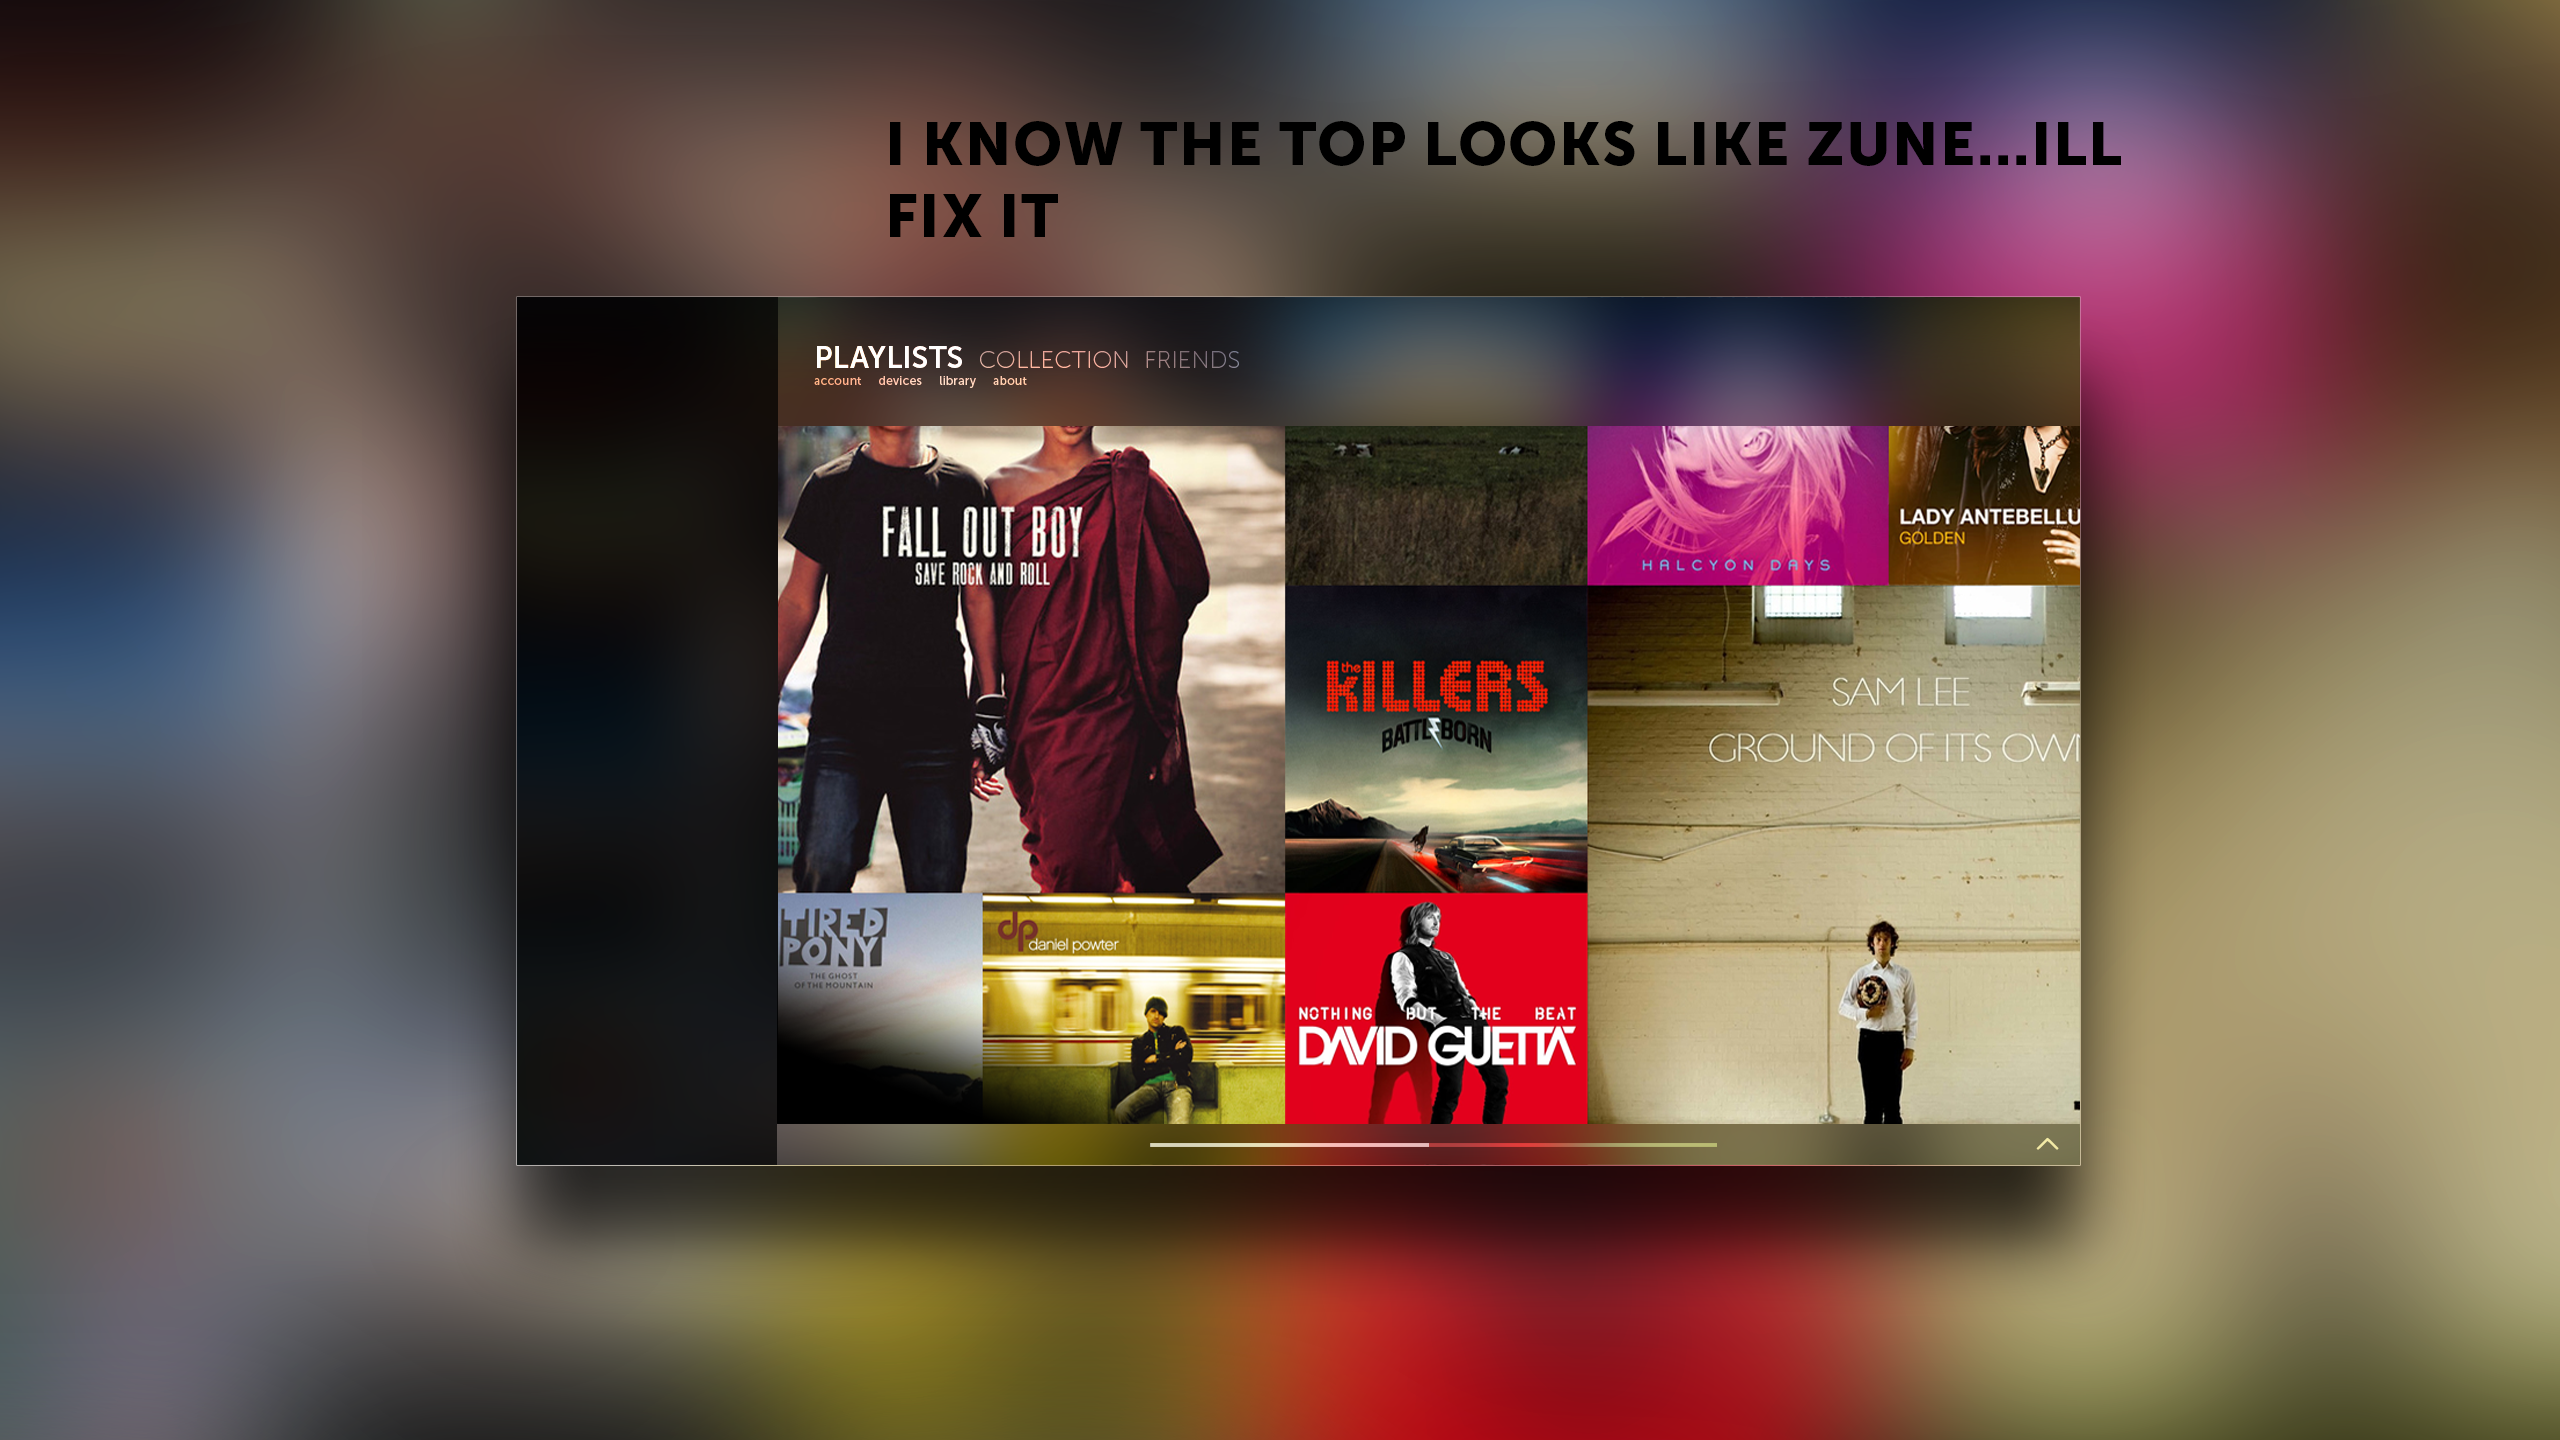 I KNOW THE TOP LOOKS LIKE ZUNE...ILL
FIX IT
PLAYLISTS COLLECTION FRIENDS
account devices library about
FALL OUT BOY
SAVE ROCK AND ROLL
HALCYON DAYS
LADY ANTEBELLU
GOLDEN
the
KILLERS
BATTLE BORN
SAM LEE
GROUND OF ITS OWN
TIRED
PONY
THE GHOST
OF THE MOUNTAIN
dp
daniel powter
NOTHING BUT THE BEAT
DAVID GUETTA